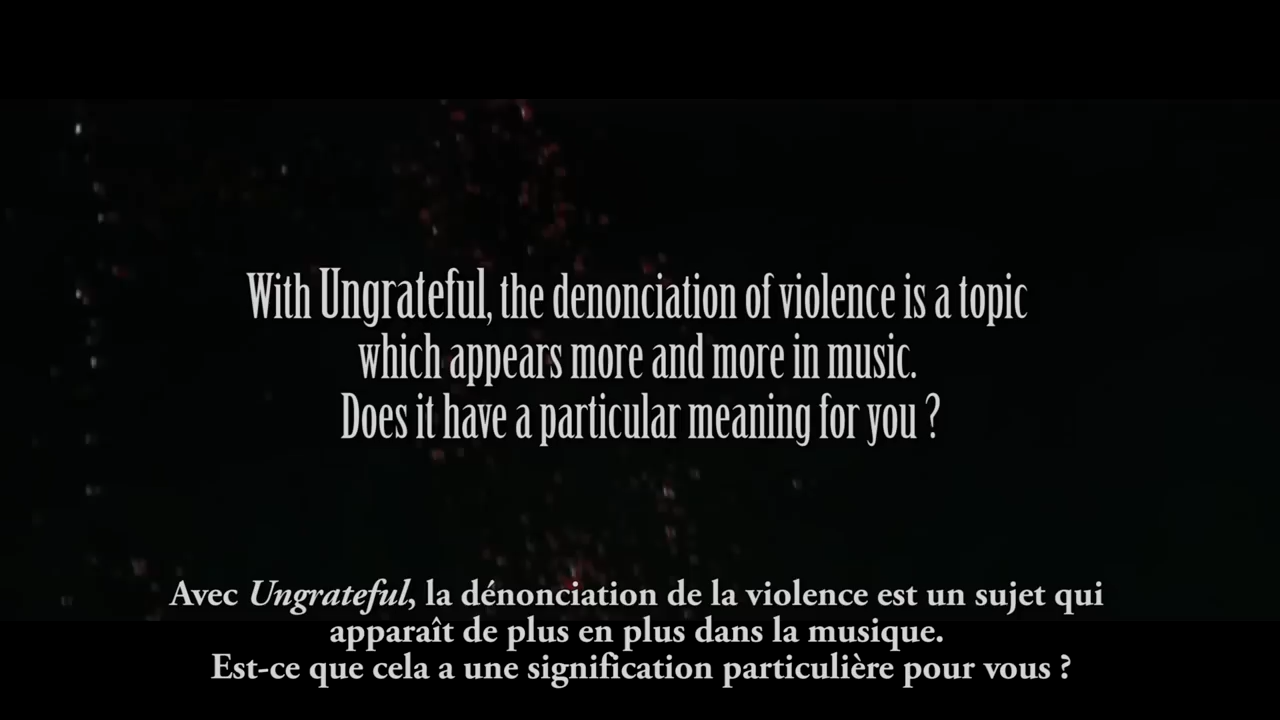 With Ungrateful, the denonciation of violence is a topic
which appears more and more in music.
Does it have a particular meaning for you ?
Avec Ungrateful, la dénonciation de la violence est un sujet qui
apparaît de plus en plus dans la musique.
Est-ce que cela a une signification particulière pour vous ?